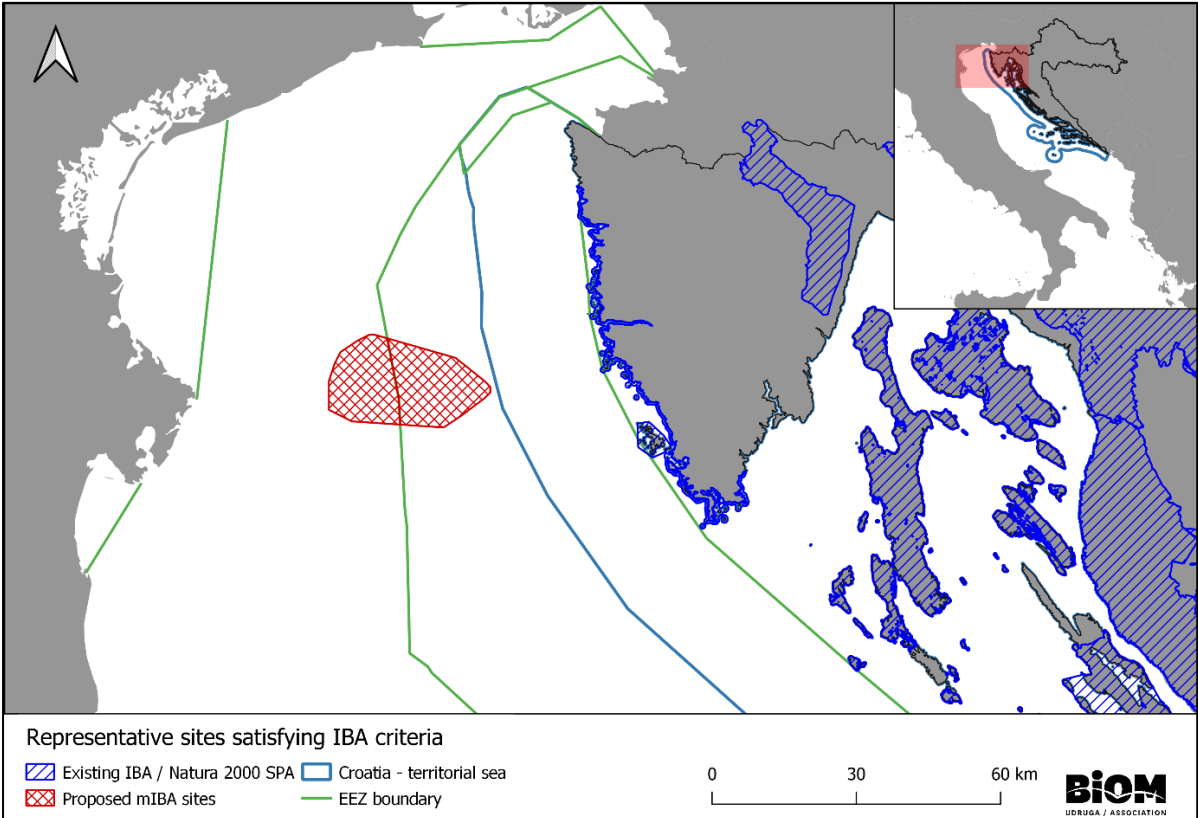 Representative sites satisfying IBA criteria
Existing IBA / Natura 2000 SPA
Croatia - territorial sea
Proposed mIBA sites
EEZ boundary
0 30 60 km
BiOM
UDRUGA / ASSOCIATION